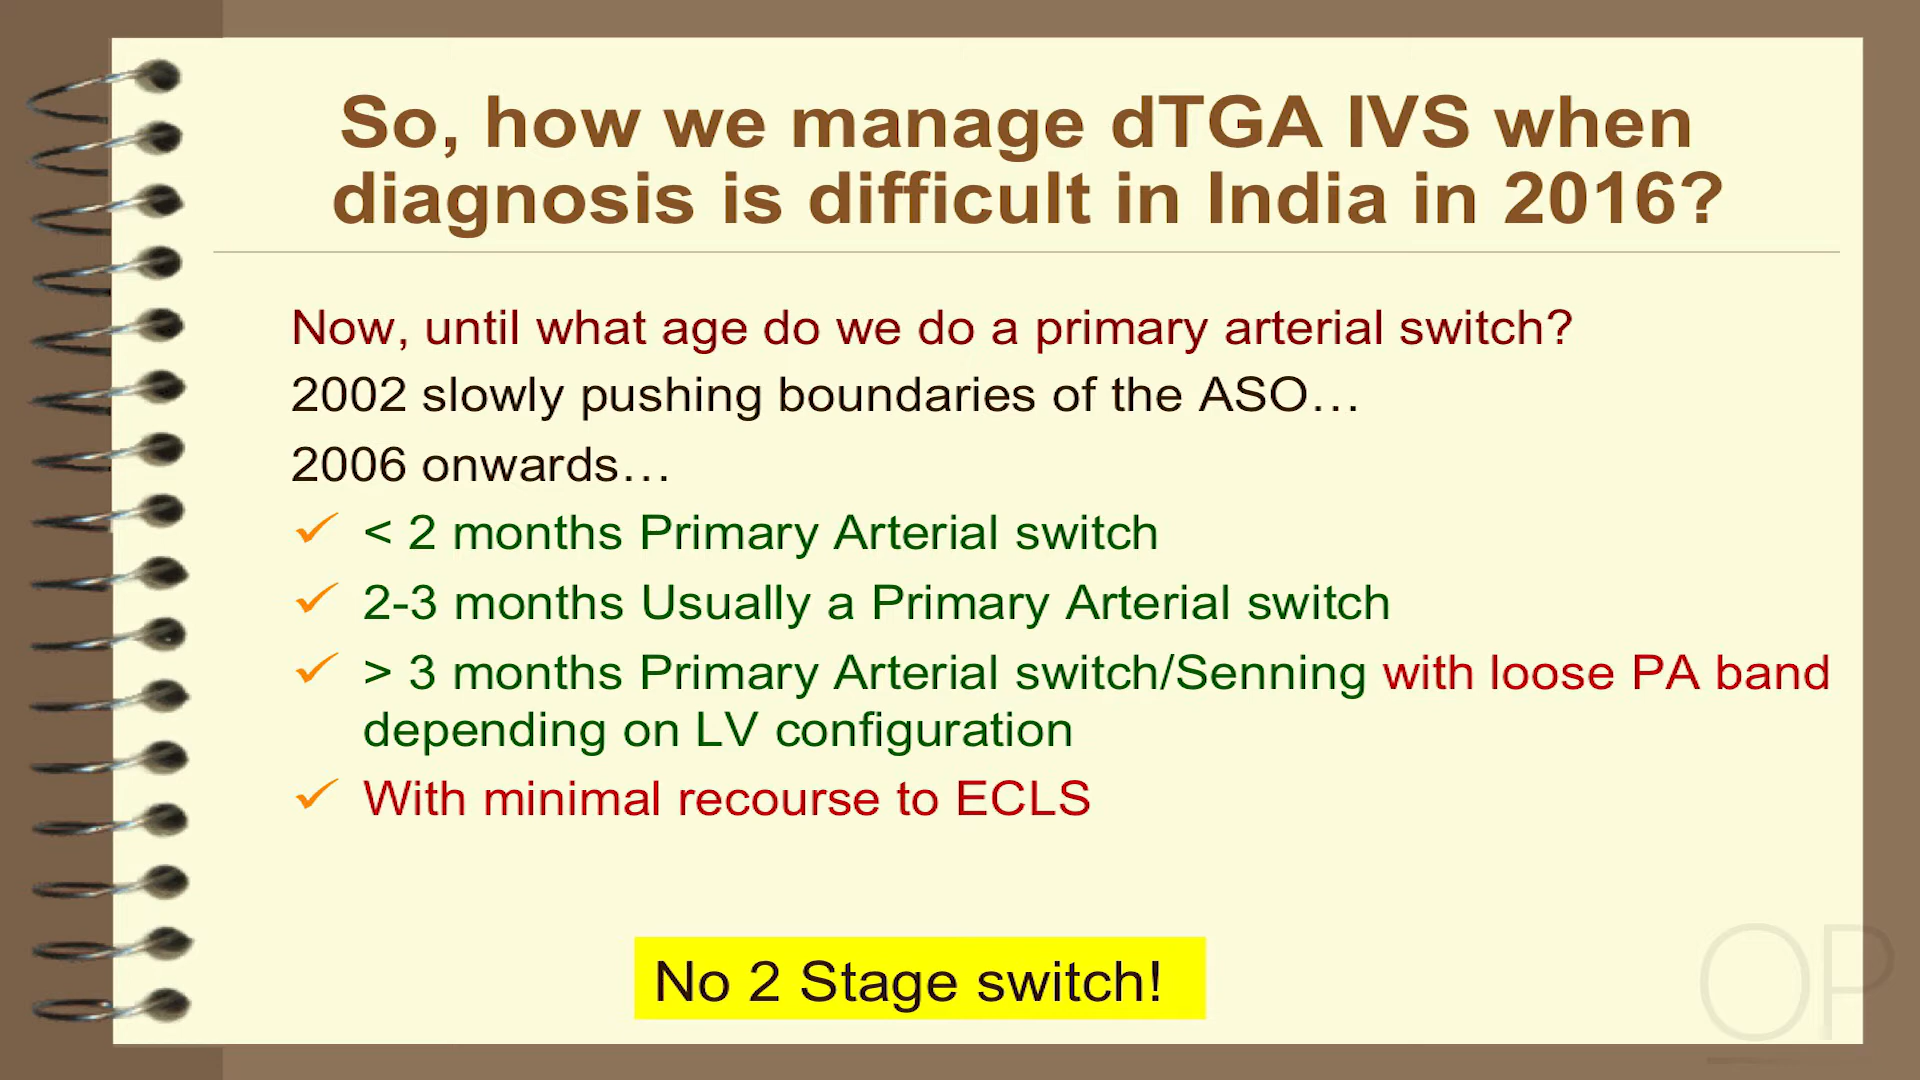 So, how we manage dTGA IVS when
diagnosis is difficult in India in 2016?
Now, until what age do we do a primary arterial switch?
2002 slowly pushing boundaries of the ASO…
2006 onwards…
✓ < 2 months Primary Arterial switch
✓ 2-3 months Usually a Primary Arterial switch
✓ > 3 months Primary Arterial switch/Senning with loose PA band
depending on LV configuration
✓ With minimal recourse to ECLS
No 2 Stage switch!
OP